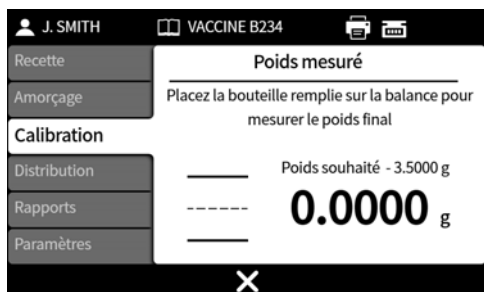 J. SMITH
VACCINE B234
Recette
Amorçage
Calibration
Distribution
Rapports
Paramètres
Poids mesuré
Placez la bouteille remplie sur la balance pour
mesurer le poids final
Poids souhaité - 3.5000 g
0.0000 g